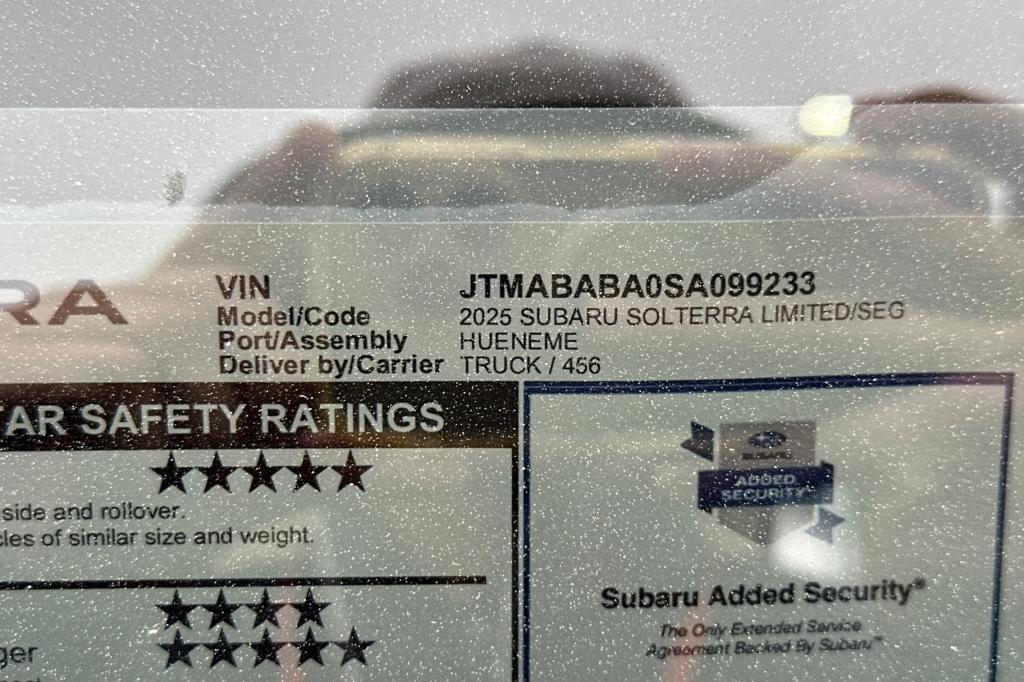 RA
VIN JTMABABA0SA099233
Model/Code 2025 SUBARU SOLTERRA LIMITED/SEG
Port/Assembly HUENEME
Deliver by/Carrier TRUCK / 456
TAR SAFETY RATINGS
★★★★★
side and rollover.
cles of similar size and weight.
★★★★
ger ★★★★★
SUBARU
ADDED
SECURITY
Subaru Added Security®
The Only Extended Service
Agreement Backed By Subaru™